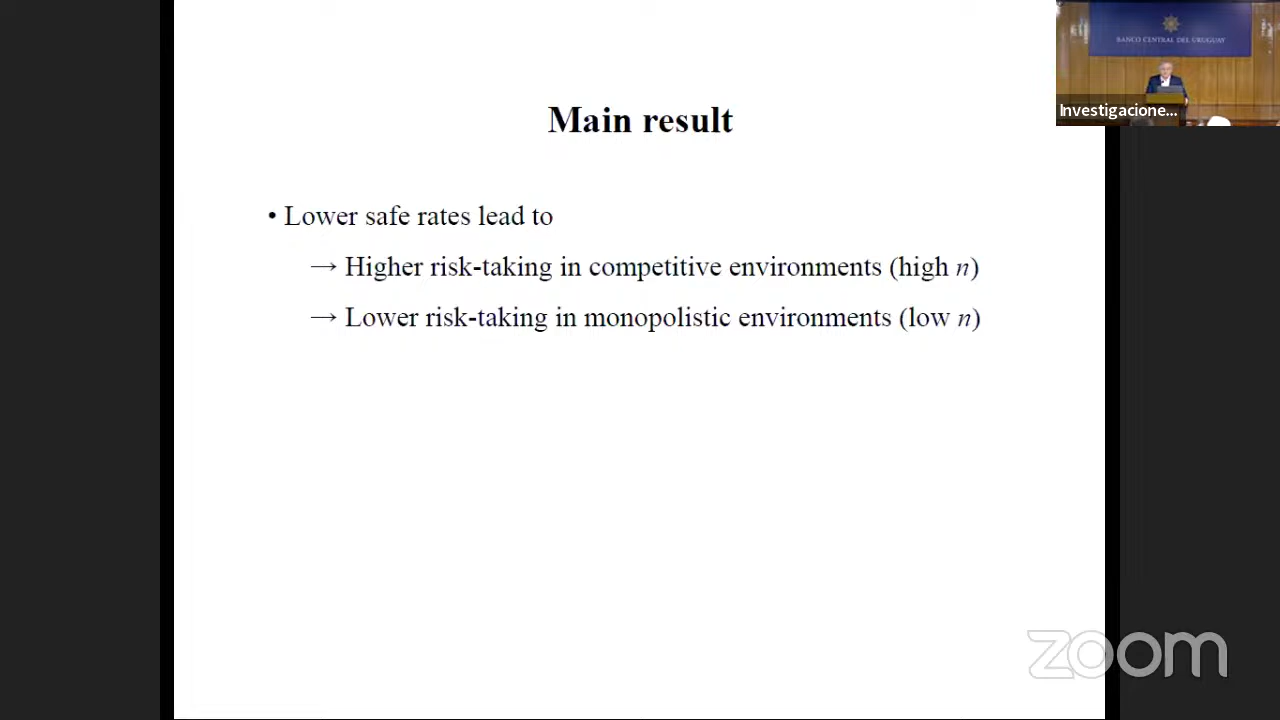 BANCO CENTRAL DEL URUGUAY
Investigacione...
Main result
• Lower safe rates lead to
→ Higher risk-taking in competitive environments (high n)
→ Lower risk-taking in monopolistic environments (low n)
zoom